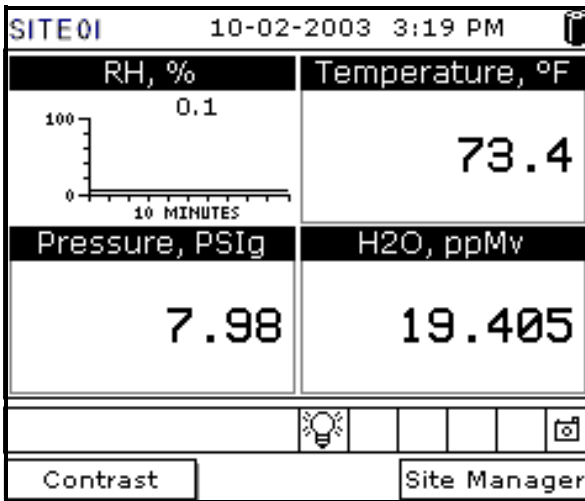 SITE01 10-02-2003 3:19 PM
RH, % Temperature, ºF
0.1
100
73.4
0
10 MINUTES
Pressure, PSIg H2O, ppMv
7.98 19.405
Contrast Site Manager